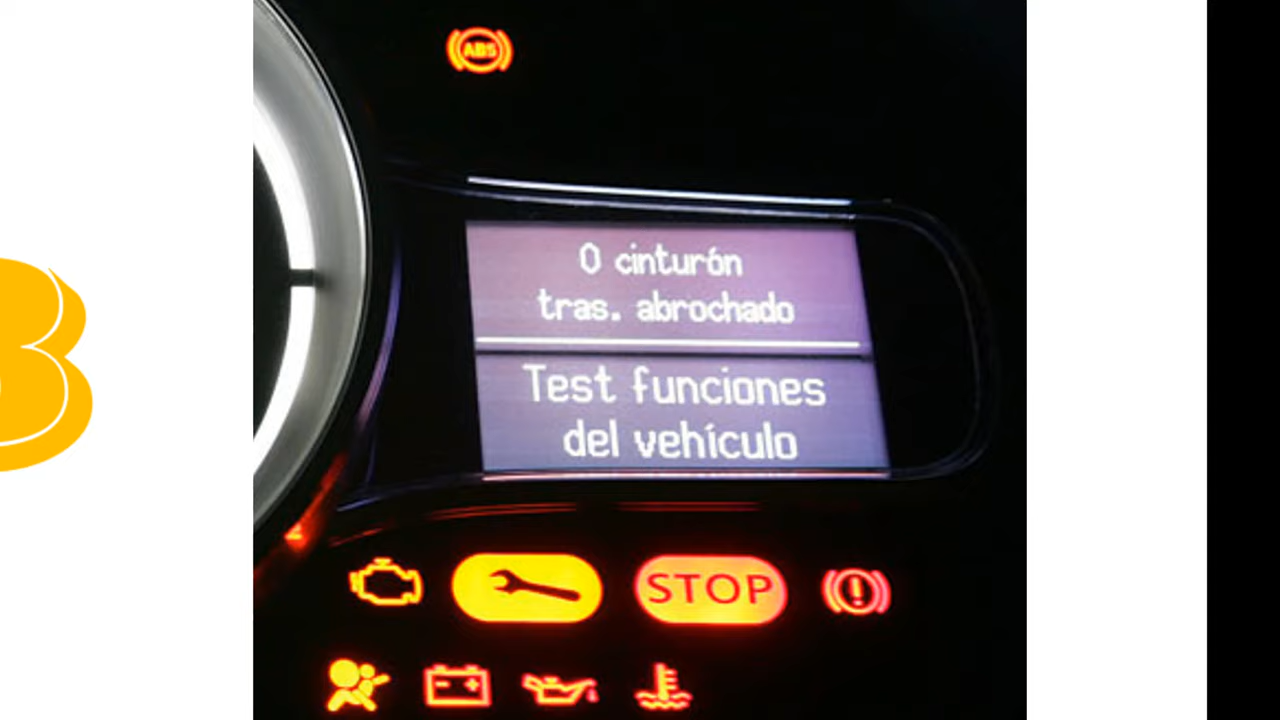 ABS
0 cinturón
tras. abrochado
Test funciones
del vehículo
STOP